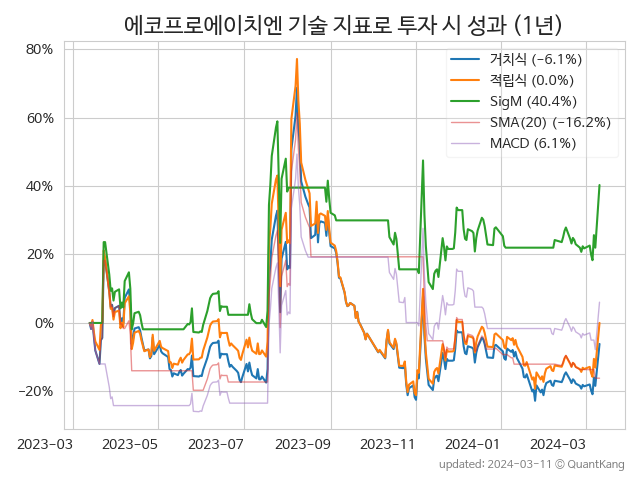 에코프로에이치엔 기술 지표로 투자 시 성과 (1년)
80%
60%
40%
20%
0%
−20%
거치식 (−6.1%)
적립식 (0.0%)
SigM (40.4%)
SMA(20) (−16.2%)
MACD (6.1%)
2023-03 2023-05 2023-07 2023-09 2023-11 2024-01 2024-03
updated: 2024-03-11 ⓒ QuantKang